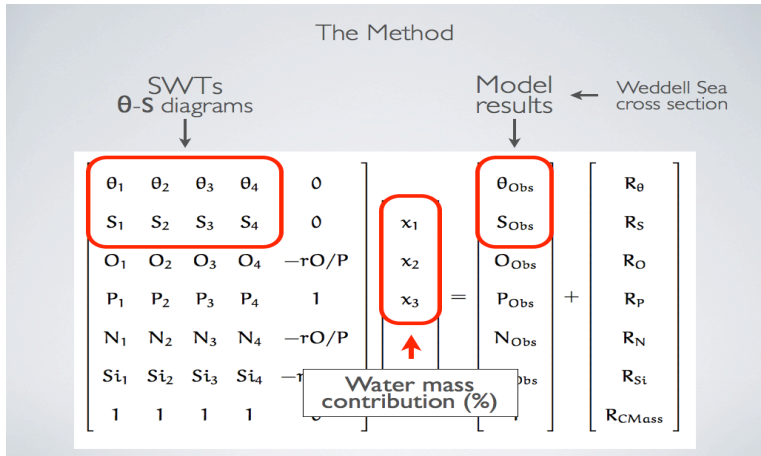 The Method
SWTs
θ-S diagrams
Model
results
Weddell Sea
cross section
θ₁ θ₂ θ₃ θ₄ 0 θObs Rθ
S₁ S₂ S₃ S₄ 0 x₁ SObs RS
O₁ O₂ O₃ O₄ −rO/P x₂ OObs RO
P₁ P₂ P₃ P₄ 1 x₃ = PObs + RP
N₁ N₂ N₃ N₄ −rO/P NObs RN
Si₁ Si₂ Si₃ Si₄ RSi
1 1 1 1 RCMass
Water mass
contribution (%)